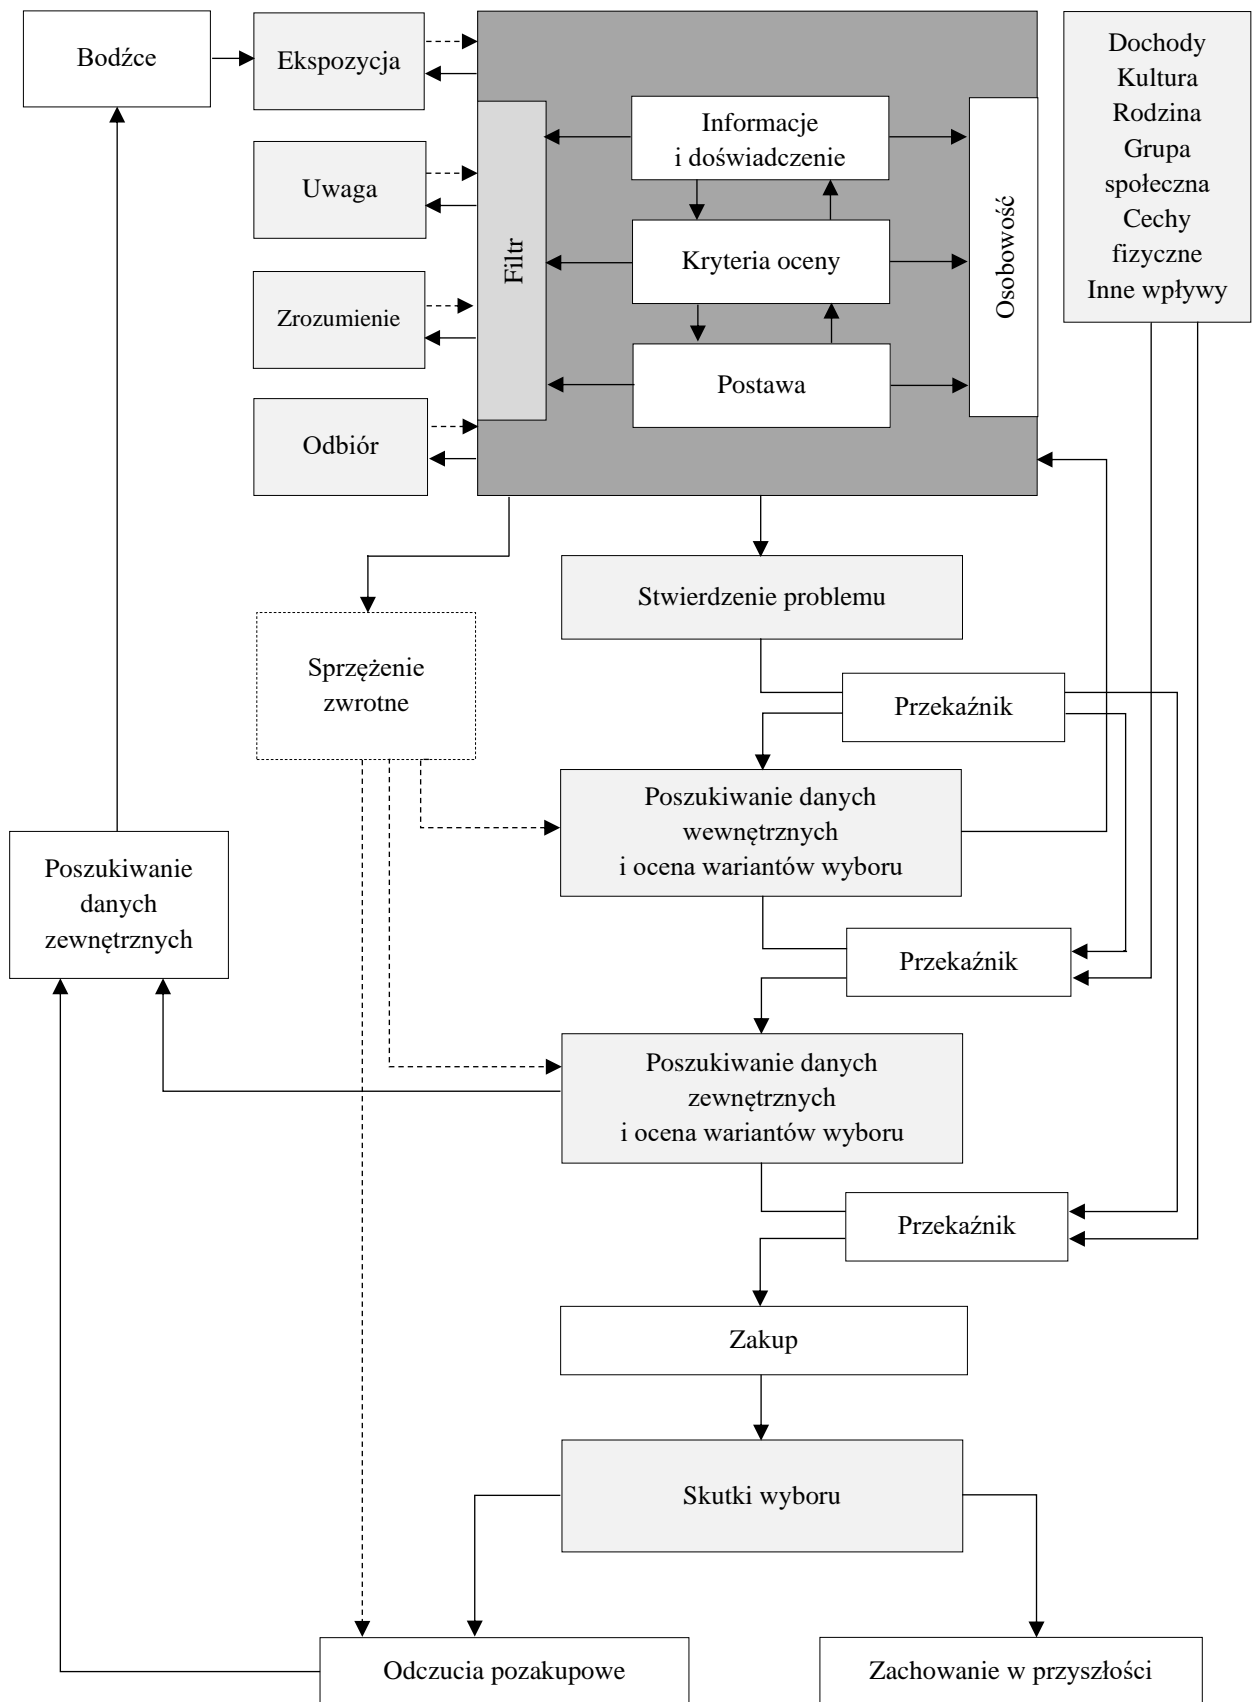 Bodźce
Ekspozycja
Uwaga
Zrozumienie
Odbiór
Filtr
Informacje
i doświadczenie
Kryteria oceny
Postawa
Osobowość
Dochody
Kultura
Rodzina
Grupa
społeczna
Cechy
fizyczne
Inne wpływy
Stwierdzenie problemu
Sprzężenie
zwrotne
Przekaźnik
Poszukiwanie danych
wewnętrznych
i ocena wariantów wyboru
Poszukiwanie
danych
zewnętrznych
Przekaźnik
Poszukiwanie danych
zewnętrznych
i ocena wariantów wyboru
Przekaźnik
Zakup
Skutki wyboru
Odczucia pozakupowe
Zachowanie w przyszłości